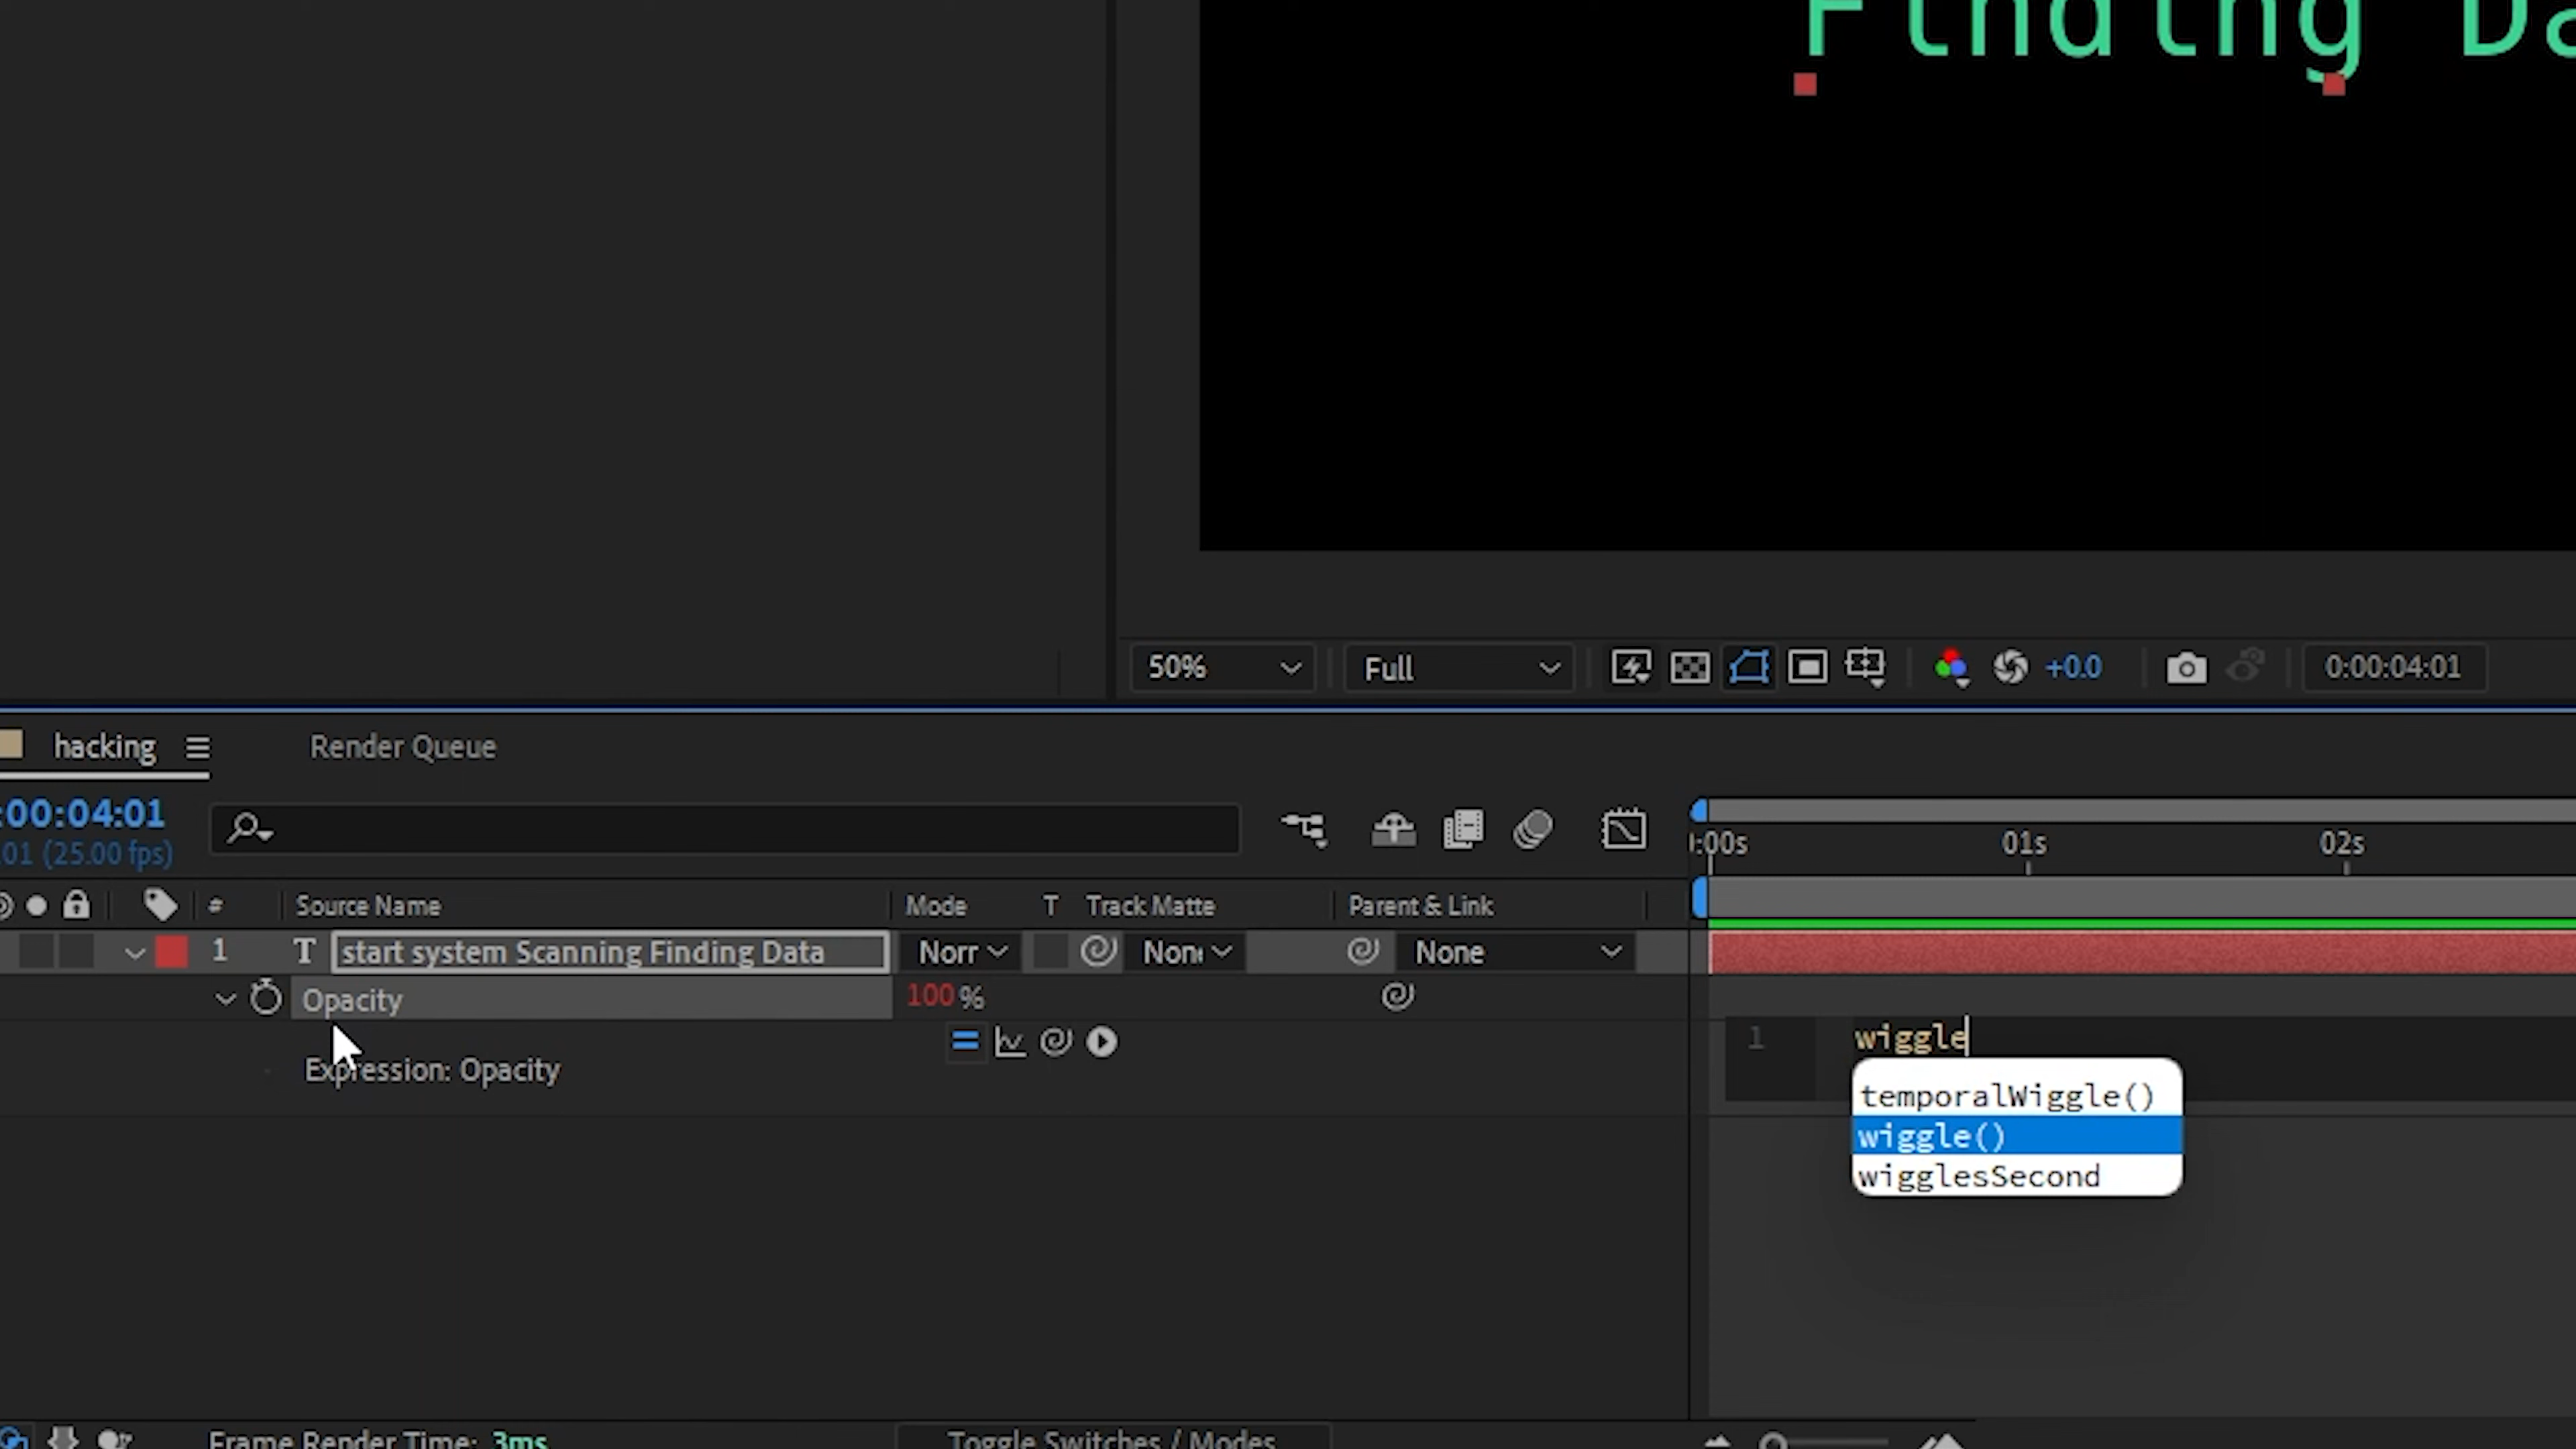 Finding Da
50%
Full
+0.0
0:00:04:01
hacking
Render Queue
:00:04:01
01 (25.00 fps)
):00s
01s
02s
#
Source Name
Mode
T
Track Matte
Parent & Link
1
T
start system Scanning Finding Data
Norr
None
None
Opacity
100 %
1
wiggle
Expression: Opacity
temporalWiggle()
wiggle()
wigglesSecond
Frame Render Time: 3ms
Toggle Switches / Modes